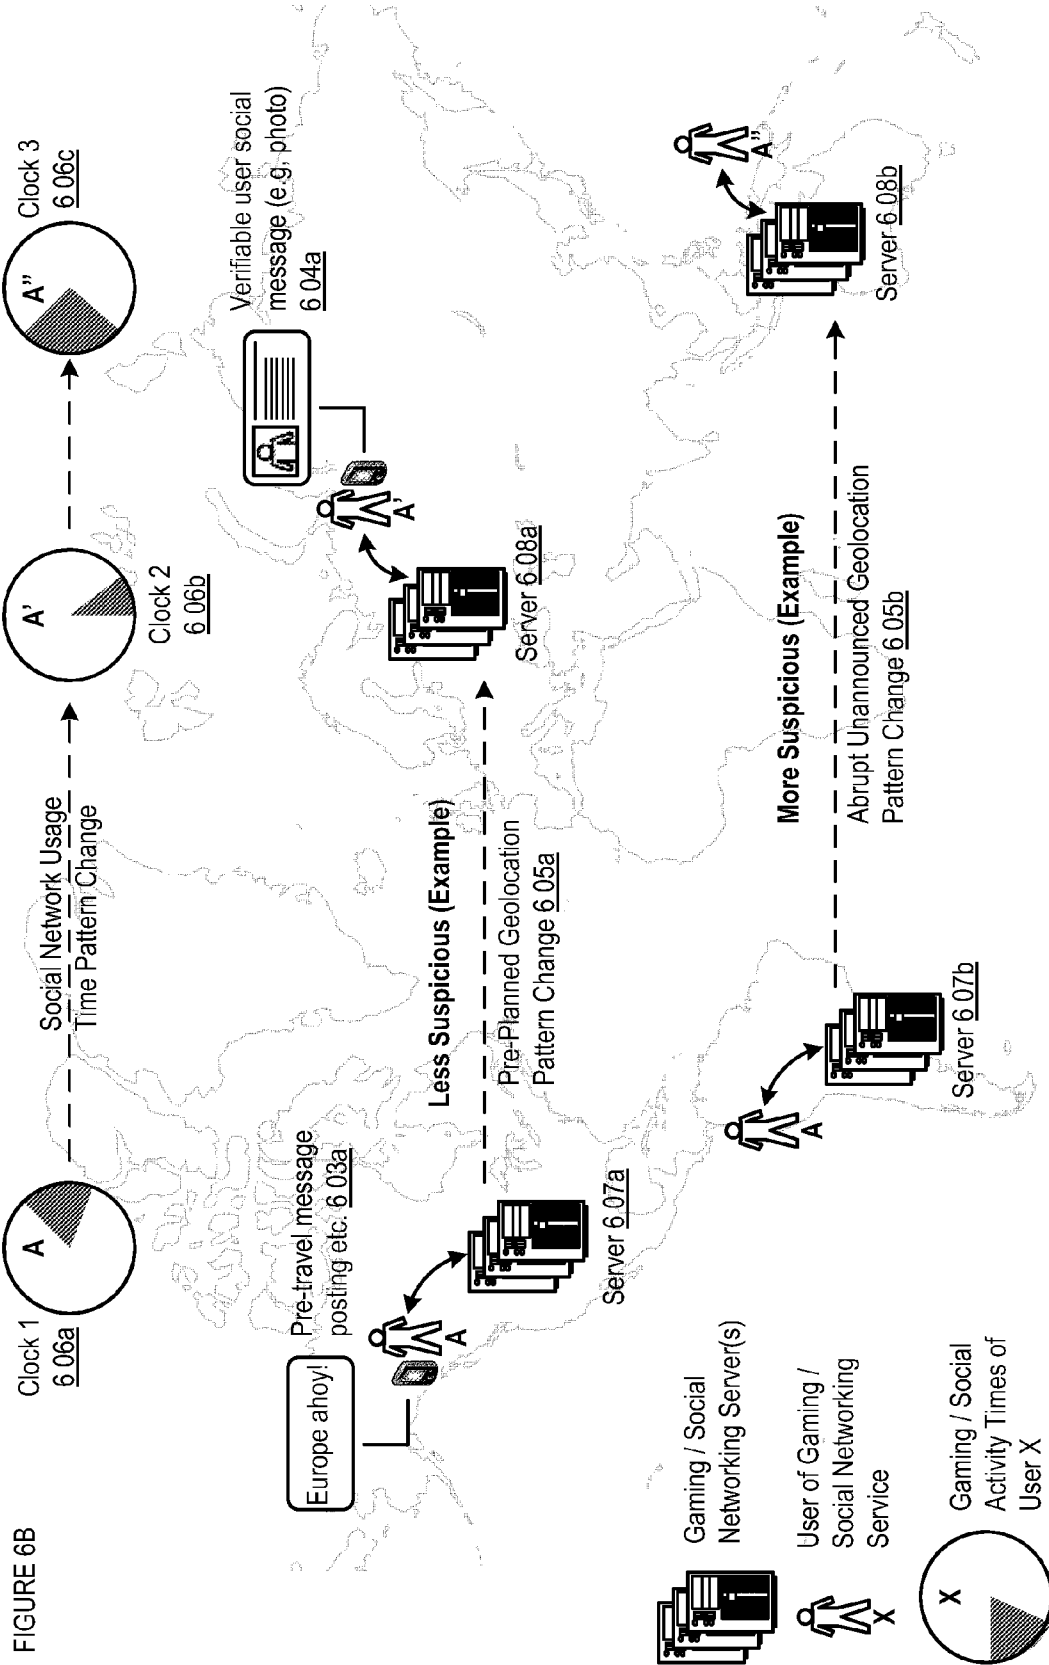 FIGURE 6B
Clock 1
6 06a
A
Social Network Usage
Time Pattern Change
A'
Clock 2
6 06b
A"
Clock 3
6 06c
Europe ahoy!
Pre-travel message
posting etc. 6 03a
A
Server 6 07a
Less Suspicious (Example)
Pre-Planned Geolocation
Pattern Change 6 05a
Verifiable user social
message (e.g, photo)
6 04a
A'
Server 6 08a
A
Server 6 07b
More Suspicious (Example)
Abrupt Unannounced Geolocation
Pattern Change 6 05b
A"
Server 6 08b
Gaming / Social
Networking Server(s)
X
User of Gaming /
Social Networking
Service
X
Gaming / Social
Activity Times of
User X